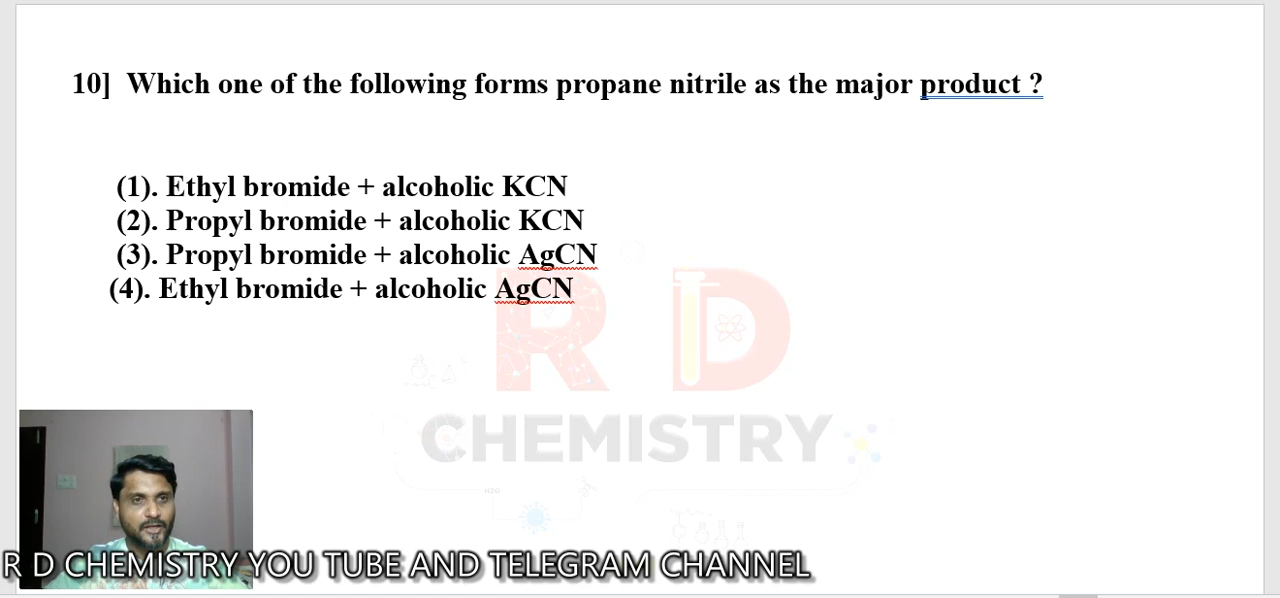 10] Which one of the following forms propane nitrile as the major product ?
(1). Ethyl bromide + alcoholic KCN
(2). Propyl bromide + alcoholic KCN
(3). Propyl bromide + alcoholic AgCN
(4). Ethyl bromide + alcoholic AgCN
R D
CHEMISTRY
H2O
R D CHEMISTRY YOU TUBE AND TELEGRAM CHANNEL